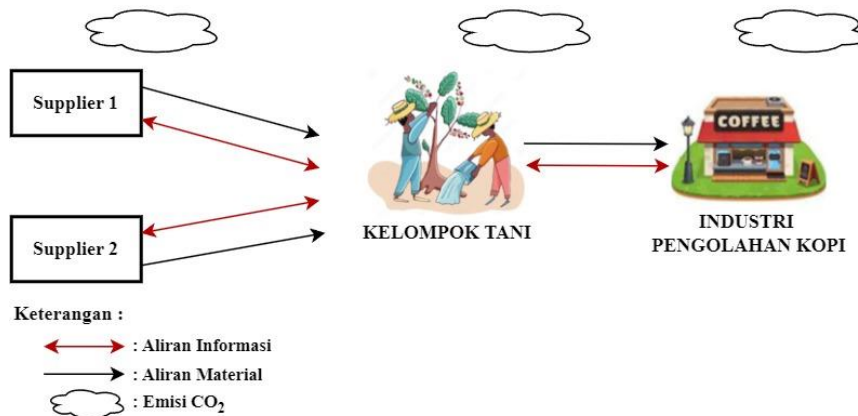 Supplier 1
COFFEE
KELOMPOK TANI
INDUSTRI
PENGOLAHAN KOPI
Supplier 2
Keterangan :
: Aliran Informasi
: Aliran Material
: Emisi CO₂